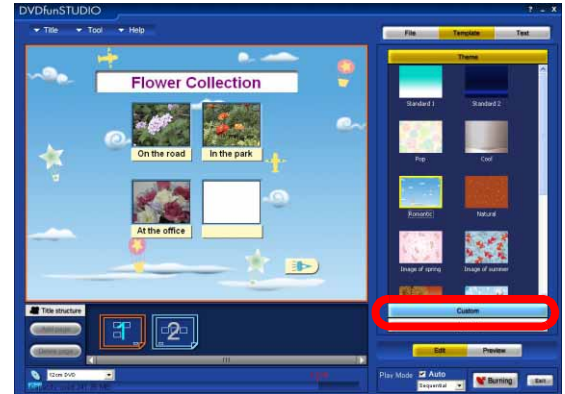 DVDfunSTUDIO
? - X
Title Tool Help
File Template Text
Theme
Flower Collection
On the road
In the park
At the office
Standard 1
Standard 2
Pop
Cool
Romantic
Natural
Image of spring
Image of summer
Custom
Title structure
Add page
Delete page
1
2
Edit Preview
12cm DVD
Play Mode Auto
Sequential
Burning
Exit